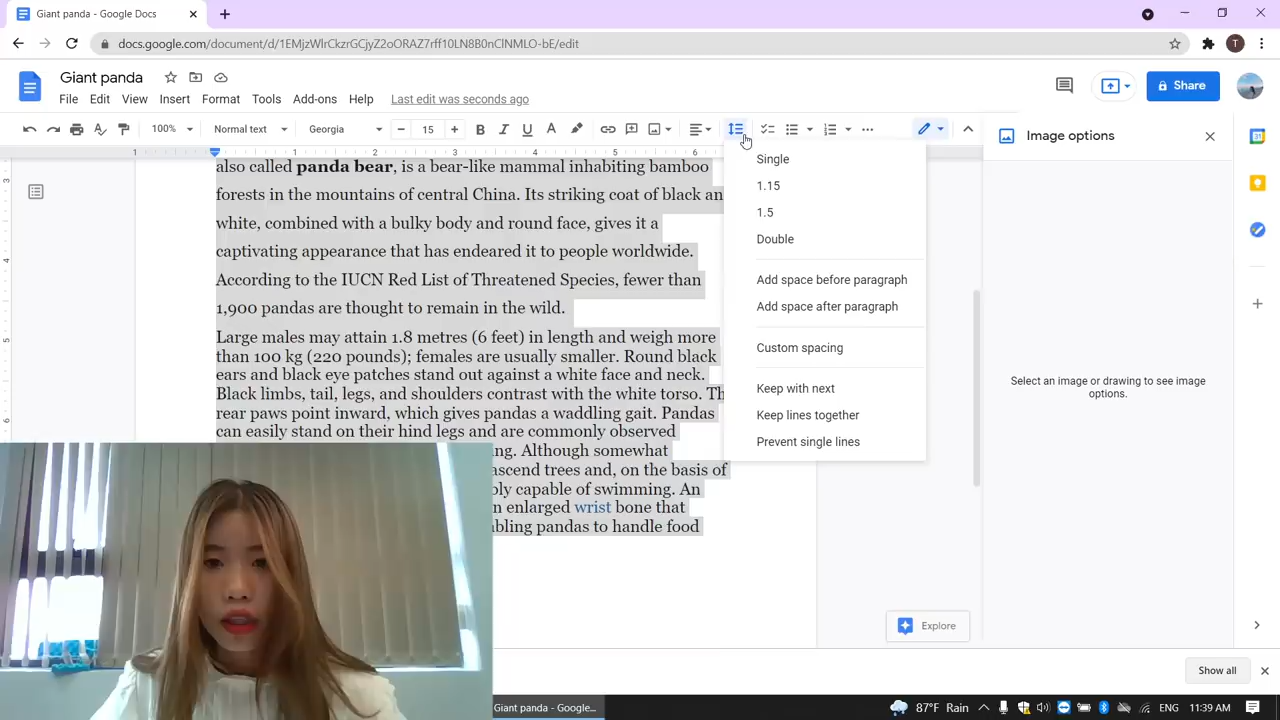 Giant panda - Google Docs
docs.google.com/document/d/1EMJzWlrCkzrGCjyZ2oORAZ7rff10LN8B0nClNMLO-bE/edit
T
Giant panda
File Edit View Insert Format Tools Add-ons Help Last edit was seconds ago
Share
100% Normal text Georgia 15
1 1 2 3 4 5 6
Image options
Select an image or drawing to see image
options.
3
4
5
6
also called panda bear, is a bear-like mammal inhabiting bamboo
forests in the mountains of central China. Its striking coat of black an
white, combined with a bulky body and round face, gives it a
captivating appearance that has endeared it to people worldwide.
According to the IUCN Red List of Threatened Species, fewer than
1,900 pandas are thought to remain in the wild.
Large males may attain 1.8 metres (6 feet) in length and weigh more
than 100 kg (220 pounds); females are usually smaller. Round black
ears and black eye patches stand out against a white face and neck.
Black limbs, tail, legs, and shoulders contrast with the white torso. Th
rear paws point inward, which gives pandas a waddling gait. Pandas
can easily stand on their hind legs and are commonly observed
ng. Although somewhat
ascend trees and, on the basis of
bly capable of swimming. An
n enlarged wrist bone that
abling pandas to handle food
Single
1.15
1.5
Double
Add space before paragraph
Add space after paragraph
Custom spacing
Keep with next
Keep lines together
Prevent single lines
Explore
Show all
Giant panda - Google...
87°F Rain
ENG
11:39 AM